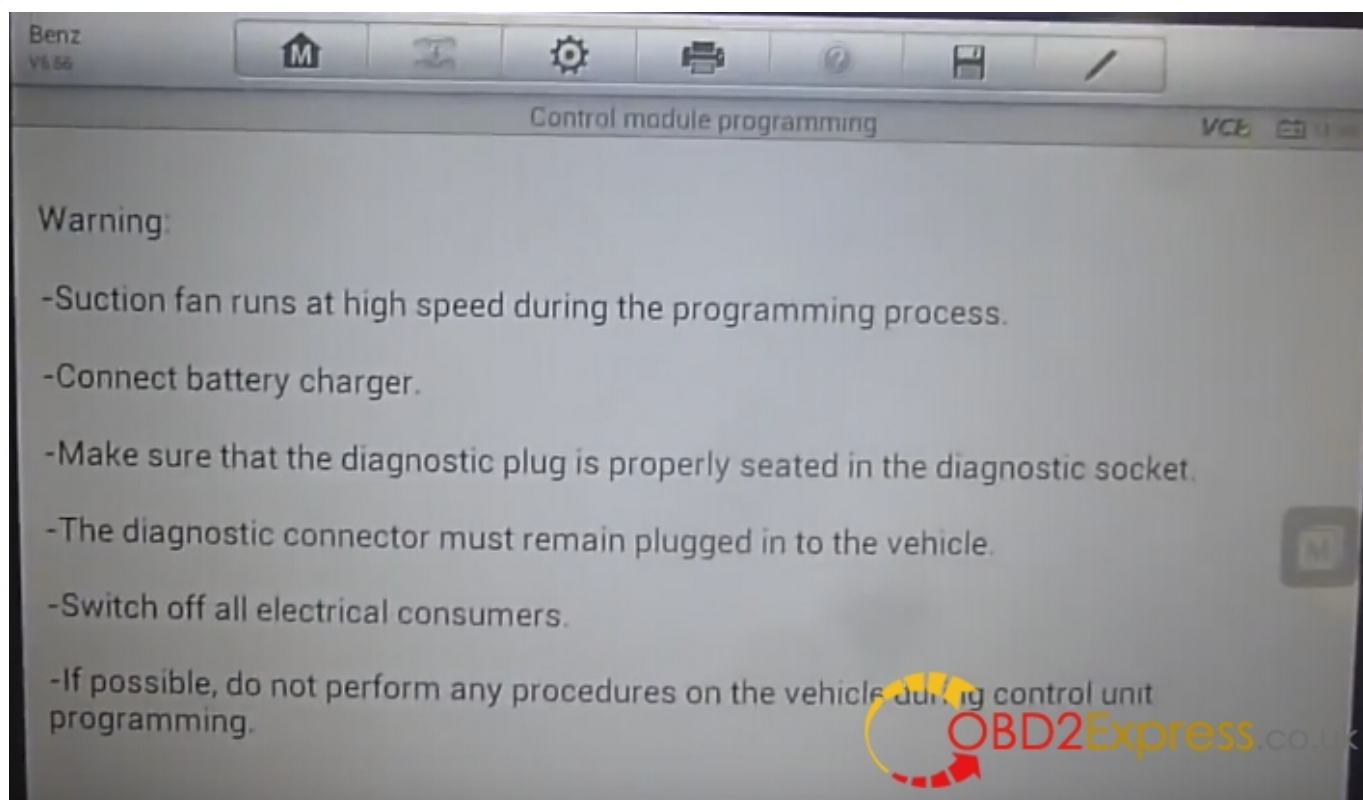 Benz
V6.66
Control module programming
VCI
Warning:
-Suction fan runs at high speed during the programming process.
-Connect battery charger.
-Make sure that the diagnostic plug is properly seated in the diagnostic socket.
-The diagnostic connector must remain plugged in to the vehicle.
-Switch off all electrical consumers.
-If possible, do not perform any procedures on the vehicle during control unit
programming.
OBD2Express.co.uk